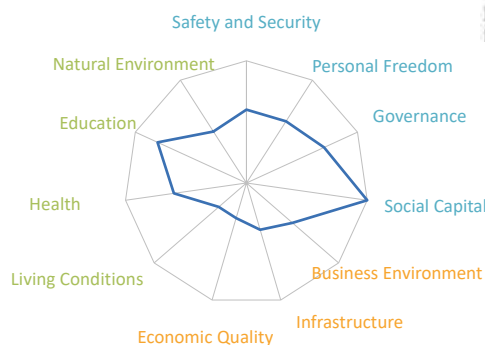 Safety and Security
Personal Freedom
Governance
Social Capital
Business Environment
Infrastructure
Economic Quality
Living Conditions
Health
Education
Natural Environment